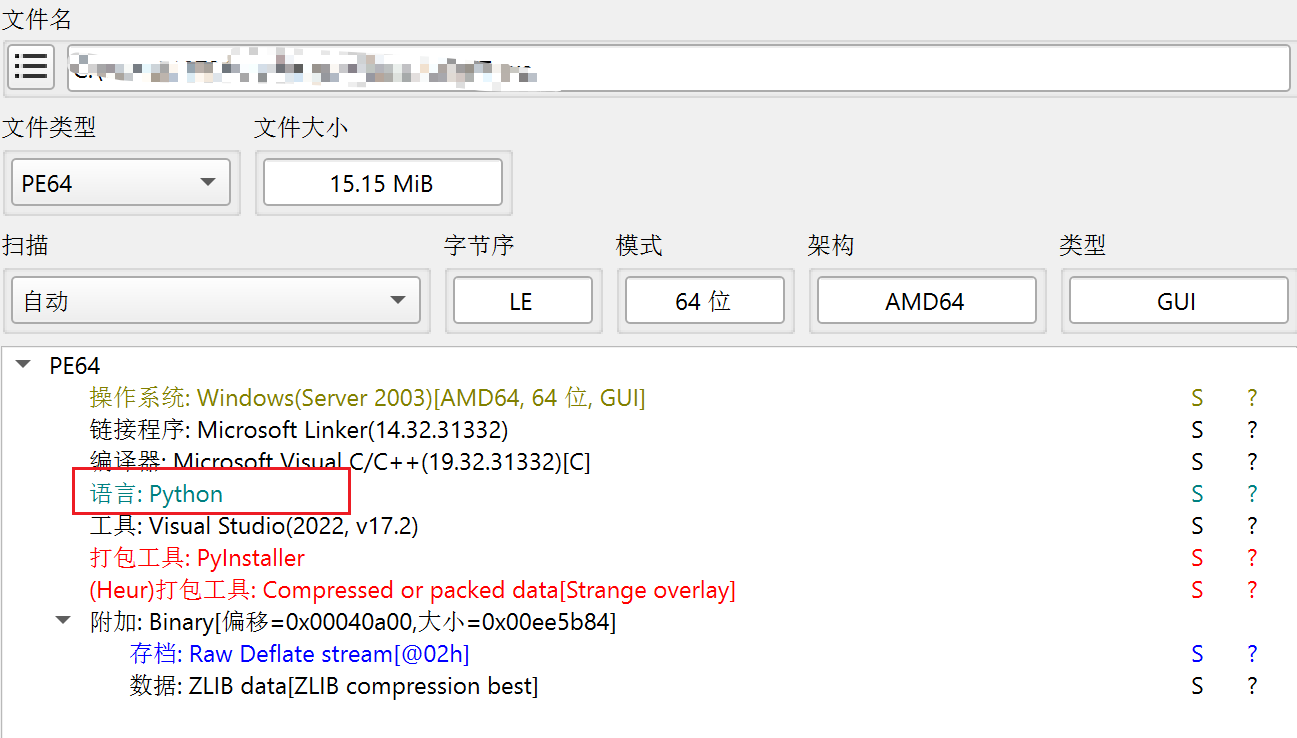 文件名
文件类型 文件大小
PE64 15.15 MiB
扫描 字节序 模式 架构 类型
自动 LE 64 位 AMD64 GUI
PE64
操作系统: Windows(Server 2003)[AMD64, 64 位, GUI] S ?
链接程序: Microsoft Linker(14.32.31332) S ?
编译器: Microsoft Visual C/C++(19.32.31332)[C] S ?
语言: Python S ?
工具: Visual Studio(2022, v17.2) S ?
打包工具: PyInstaller S ?
(Heur)打包工具: Compressed or packed data[Strange overlay] S ?
附加: Binary[偏移=0x00040a00,大小=0x00ee5b84]
存档: Raw Deflate stream[@02h] S ?
数据: ZLIB data[ZLIB compression best] S ?